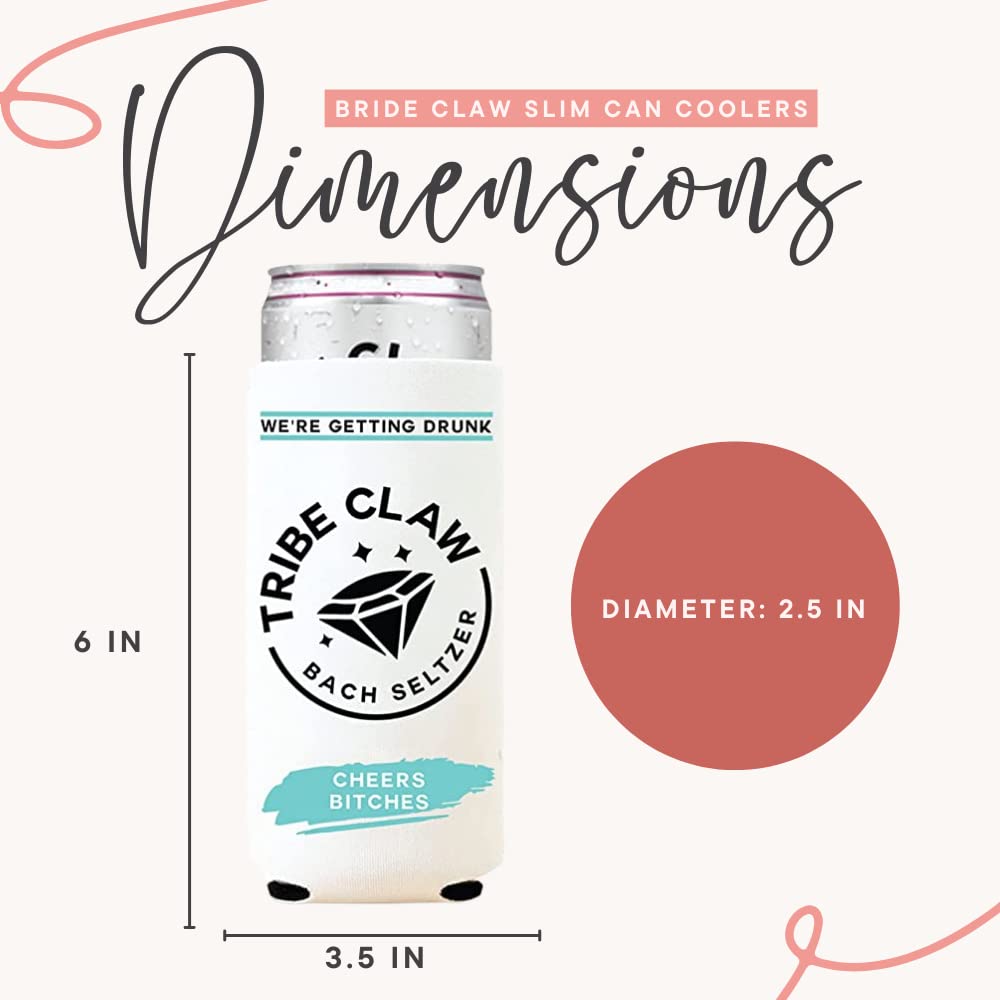 BRIDE CLAW SLIM CAN COOLERS
Dimensions
WE'RE GETTING DRUNK
TRIBE CLAW
BACH SELTZER
CHEERS
BITCHES
6 IN
3.5 IN
DIAMETER: 2.5 IN